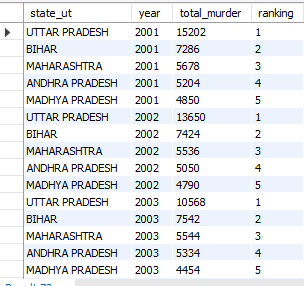 state_ut year total_murder ranking
UTTAR PRADESH 2001 15202 1
BIHAR 2001 7286 2
MAHARASHTRA 2001 5678 3
ANDHRA PRADESH 2001 5204 4
MADHYA PRADESH 2001 4850 5
UTTAR PRADESH 2002 13650 1
BIHAR 2002 7424 2
MAHARASHTRA 2002 5536 3
ANDHRA PRADESH 2002 5050 4
MADHYA PRADESH 2002 4790 5
UTTAR PRADESH 2003 10568 1
BIHAR 2003 7542 2
MAHARASHTRA 2003 5544 3
ANDHRA PRADESH 2003 5334 4
MADHYA PRADESH 2003 4454 5